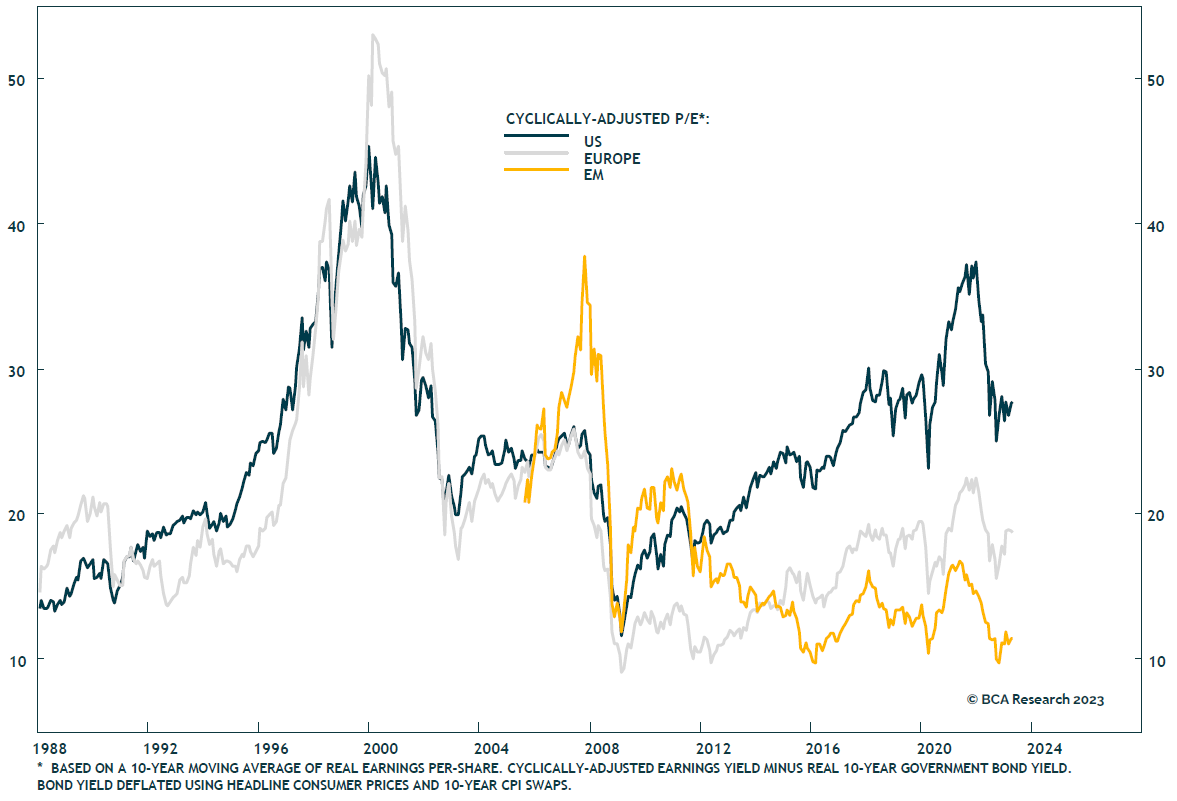 50 50
CYCLICALLY-ADJUSTED P/E*:
US
EUROPE
EM
40 40
30 30
20 20
10 10
© BCA Research 2023
1988 1992 1996 2000 2004 2008 2012 2016 2020 2024
* BASED ON A 10-YEAR MOVING AVERAGE OF REAL EARNINGS PER-SHARE. CYCLICALLY-ADJUSTED EARNINGS YIELD MINUS REAL 10-YEAR GOVERNMENT BOND YIELD.
BOND YIELD DEFLATED USING HEADLINE CONSUMER PRICES AND 10-YEAR CPI SWAPS.